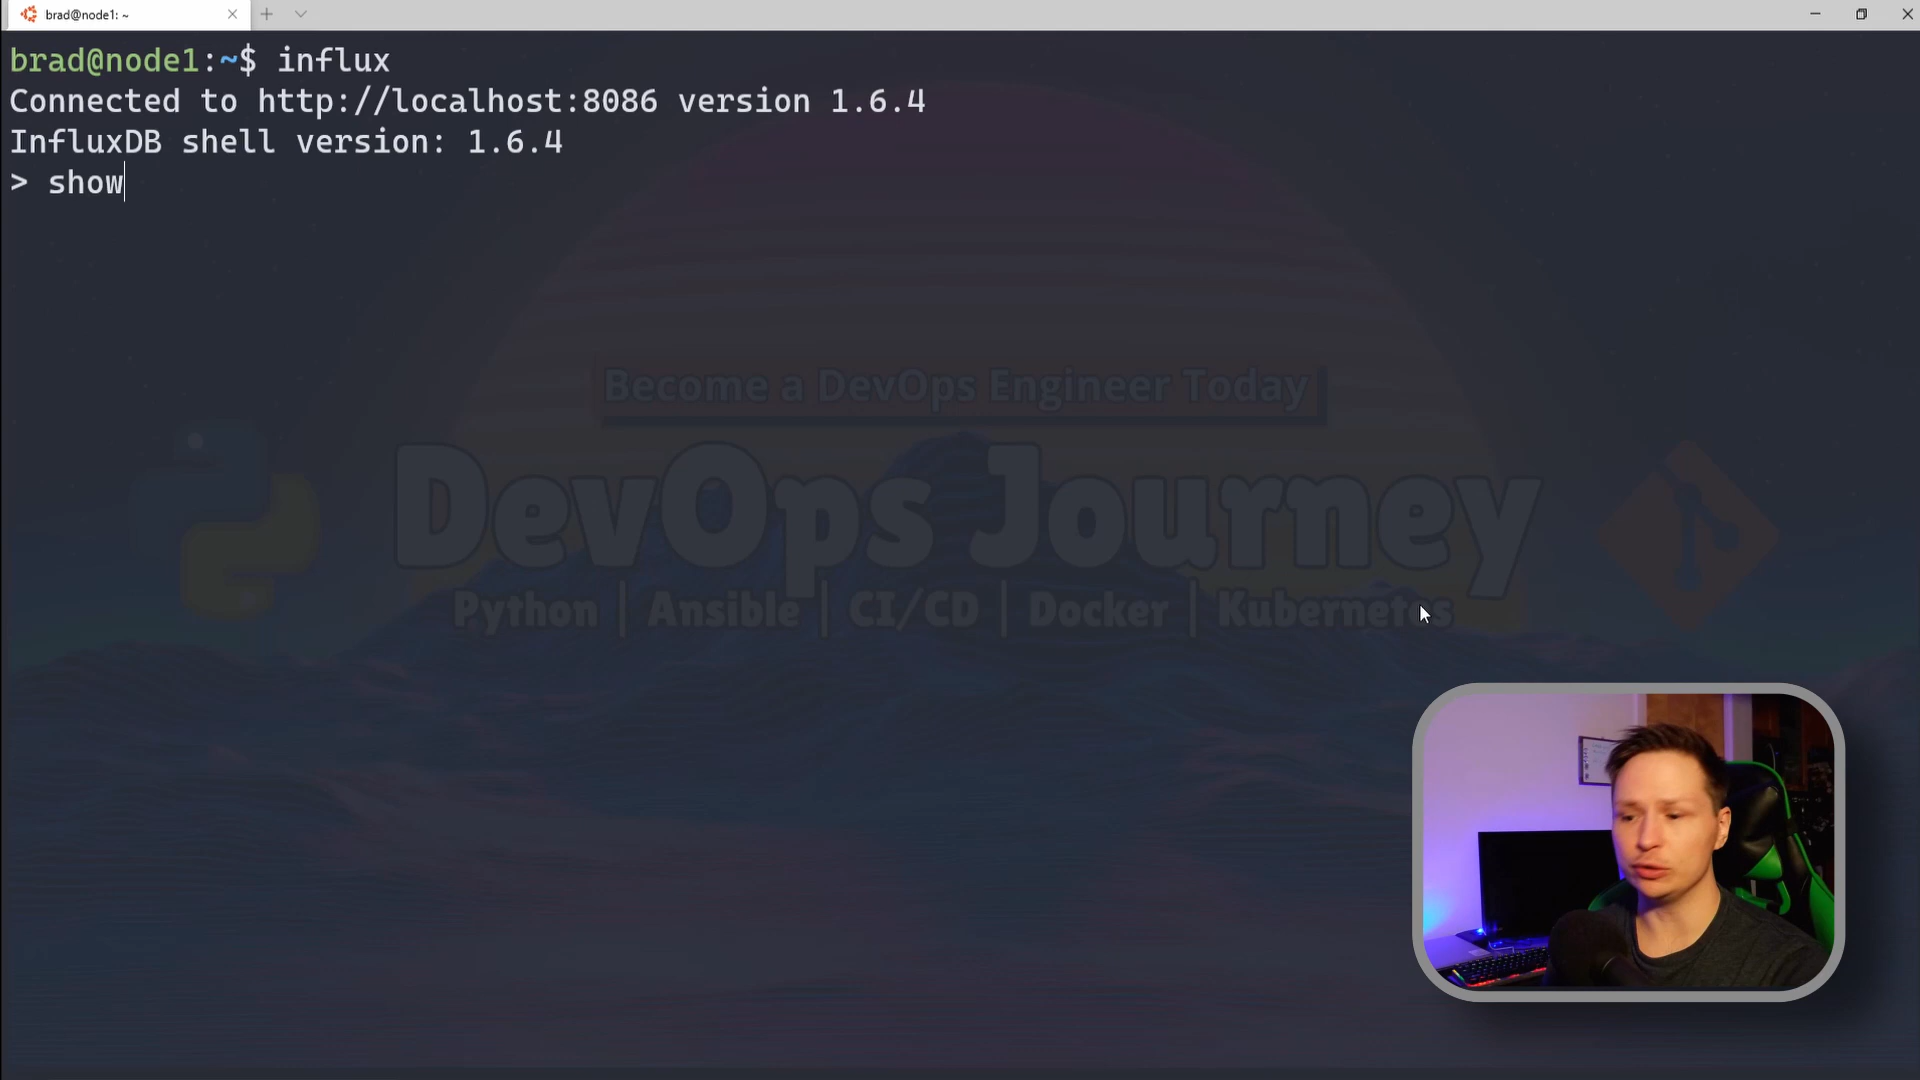 brad@node1: ~
brad@node1:~$ influx
Connected to http://localhost:8086 version 1.6.4
InfluxDB shell version: 1.6.4
> show
Become a DevOps Engineer Today
DevOps Journey
Python | Ansible | CI/CD | Docker | Kubernetes